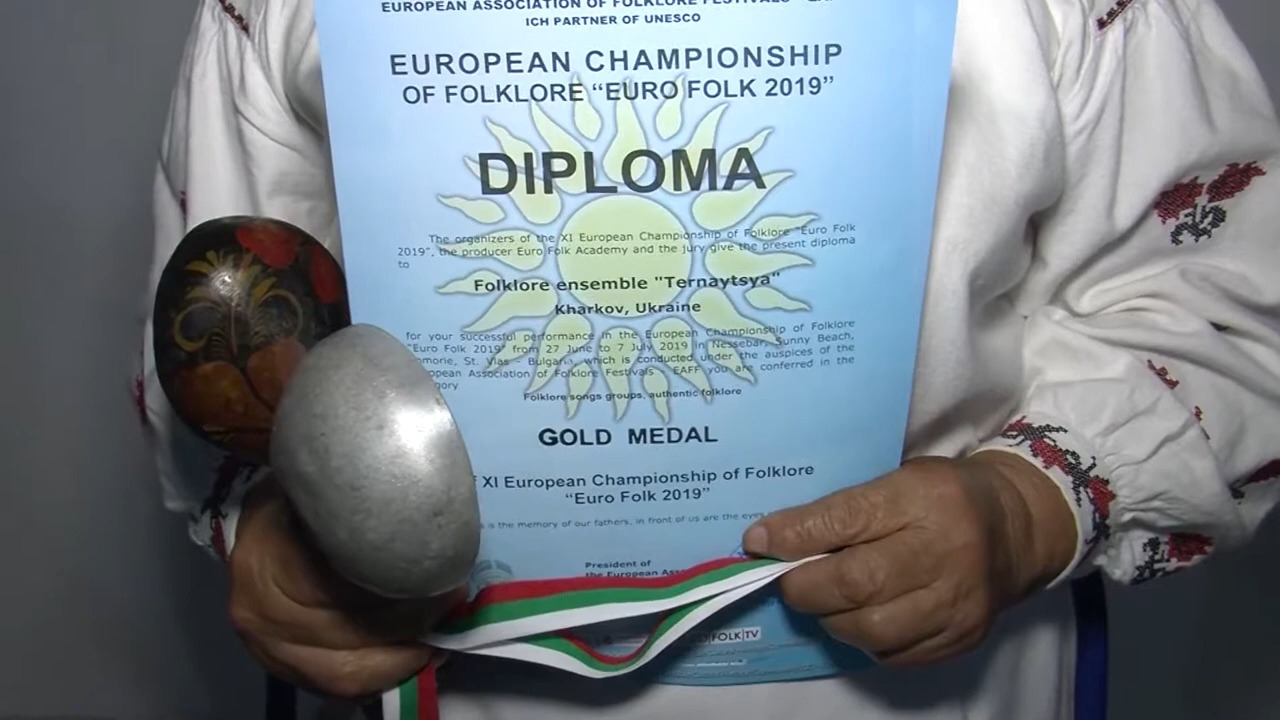 EUROPEAN ASSOCIATION OF FOLKLORE FESTIVALS
ICH PARTNER OF UNESCO
EUROPEAN CHAMPIONSHIP
OF FOLKLORE “EURO FOLK 2019”
DIPLOMA
The organizers of the XI European Championship of Folklore "Euro Folk
2019", the producer Euro Folk Academy and the jury give the present diploma
to
Folklore ensemble "Ternaytsya"
Kharkov, Ukraine
for your successful performance in the European Championship of Folklore
"Euro Folk 2019" from 27 June to 7 July 2019 in Nessebar, Sunny Beach,
St. Vlas - Bulgaria, which is conducted under the auspices of the
Association of Folklore Festivals EAFF you are conferred in the
Folklore songs groups, authentic folklore
GOLD MEDAL
XI European Championship of Folklore
“Euro Folk 2019”
is the memory of our fathers, in front of us are the eyes
President of
the European
FOLK|TV